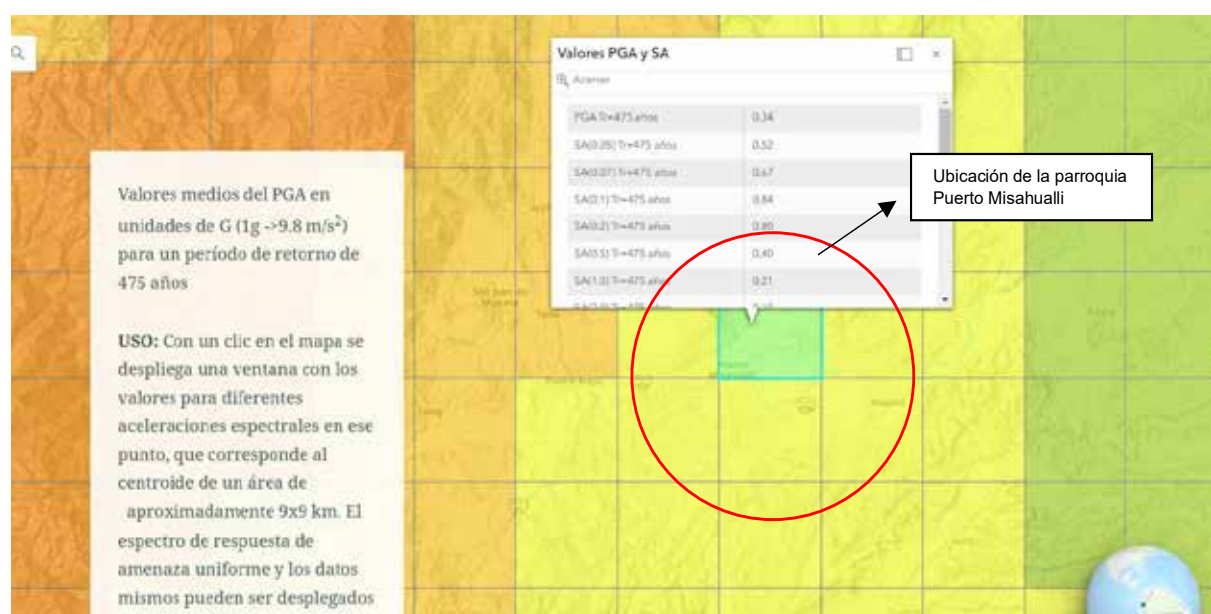 Valores PGA y SA
Acercar
PGA Tr=475 años 0.34
SA(0.05) Tr=475 años 0.52
SA(0.07) Tr=475 años 0.67
SA(0.1) Tr=475 años 0.84
SA(0.2) Tr=475 años 0.80
SA(0.5) Tr=475 años 0.40
SA(1.0) Tr=475 años 0.21
Ubicación de la parroquia
Puerto Misahualli
Valores medios del PGA en
unidades de G (1g ->9.8 m/s²)
para un período de retorno de
475 años
USO: Con un clic en el mapa se
despliega una ventana con los
valores para diferentes
aceleraciones espectrales en ese
punto, que corresponde al
centroide de un área de
aproximadamente 9x9 km. El
espectro de respuesta de
amenaza uniforme y los datos
mismos pueden ser desplegados